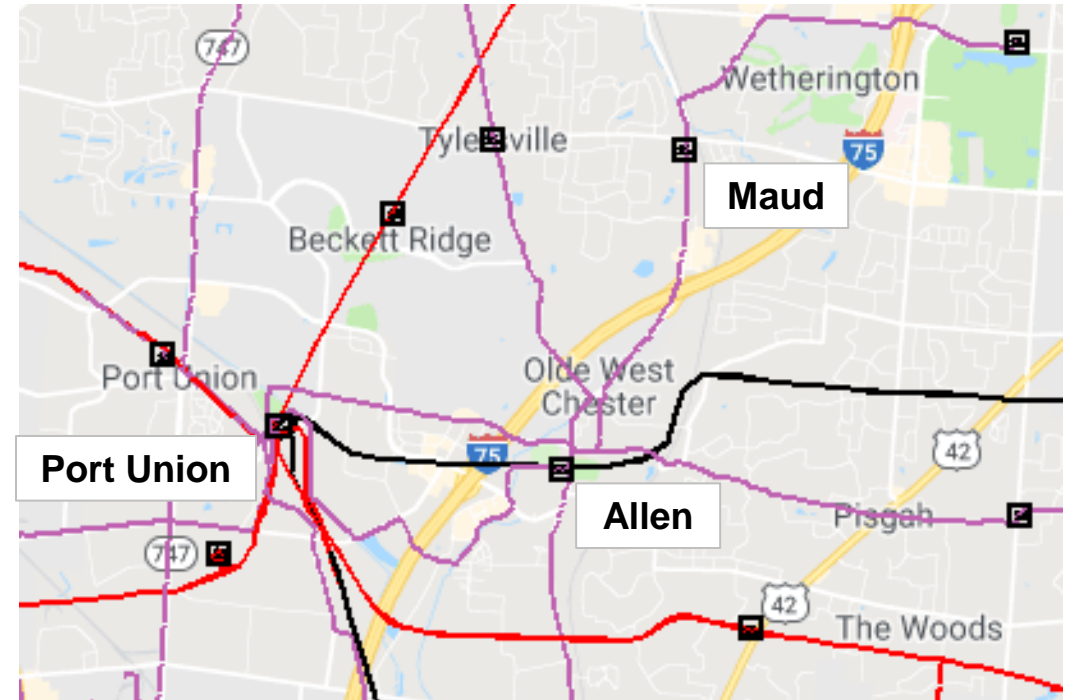 747
Wetherington
Tylersville
75
Maud
Beckett Ridge
Port Union
Olde West
Chester
75
42
Port Union
Allen
Pisgah
747
42
The Woods